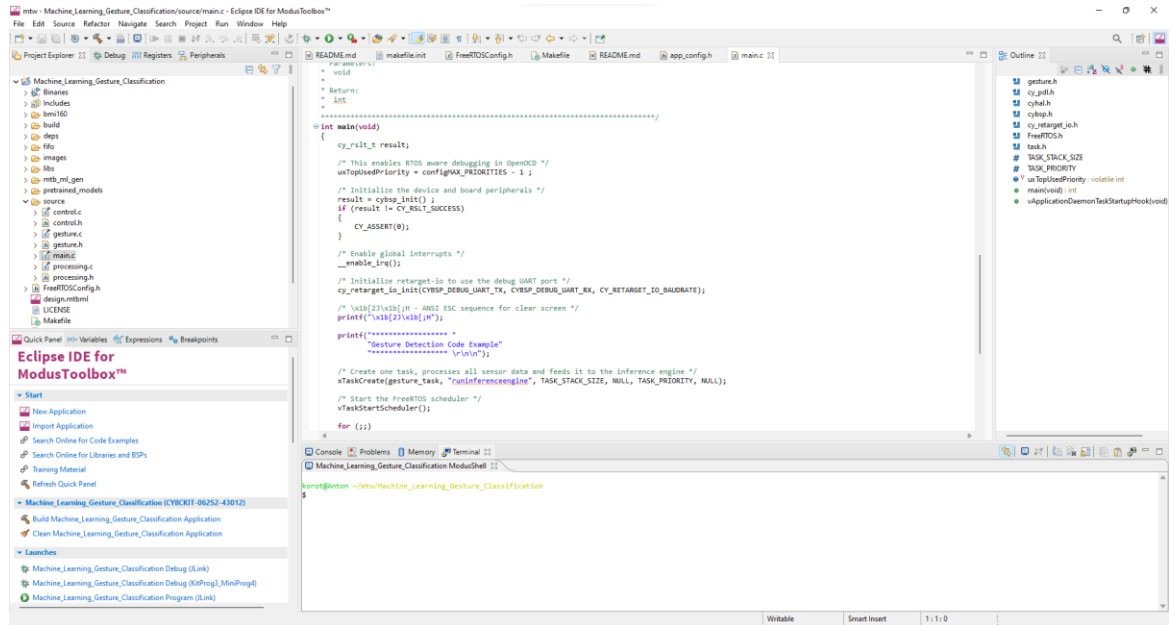 mtw - Machine_Learning_Gesture_Classification/source/main.c - Eclipse IDE for ModusToolbox™
File Edit Source Refactor Navigate Search Project Run Window Help
Project Explorer Debug Registers Peripherals
Machine_Learning_Gesture_Classification
Binaries
Includes
bmi160
build
deps
fifo
images
libs
mtb_ml_gen
pretrained_models
source
control.c
control.h
gesture.c
gesture.h
main.c
processing.c
processing.h
FreeRTOSConfig.h
design.mtbml
LICENSE
Makefile
Quick Panel Variables Expressions Breakpoints
Eclipse IDE for
ModusToolbox™
Start
New Application
Import Application
Search Online for Code Examples
Search Online for Libraries and BSPs
Training Material
Refresh Quick Panel
Machine_Learning_Gesture_Classification (CY8CKIT-062S2-43012)
Build Machine_Learning_Gesture_Classification Application
Clean Machine_Learning_Gesture_Classification Application
Launches
Machine_Learning_Gesture_Classification Debug (JLink)
Machine_Learning_Gesture_Classification Debug (KitProg3_MiniProg4)
Machine_Learning_Gesture_Classification Program (JLink)
README.md makefile.init FreeRTOSConfig.h Makefile README.md app_config.h main.c
* Parameters:
*  void
*
* Return:
*  int
*
*******************************************************************************/
int main(void)
{
cy_rslt_t result;
/* This enables RTOS aware debugging in OpenOCD */
uxTopUsedPriority = configMAX_PRIORITIES - 1 ;
/* Initialize the device and board peripherals */
result = cybsp_init() ;
if (result != CY_RSLT_SUCCESS)
{
CY_ASSERT(0);
}
/* Enable global interrupts */
__enable_irq();
/* Initialize retarget-io to use the debug UART port */
cy_retarget_io_init(CYBSP_DEBUG_UART_TX, CYBSP_DEBUG_UART_RX, CY_RETARGET_IO_BAUDRATE);
/* \x1b[2J\x1b[;H - ANSI ESC sequence for clear screen */
printf("\x1b[2J\x1b[;H");
printf("****************** "
"Gesture Detection Code Example"
"****************** \r\n\n");
/* Create one task, processes all sensor data and feeds it to the inference engine */
xTaskCreate(gesture_task, "runinferenceengine", TASK_STACK_SIZE, NULL, TASK_PRIORITY, NULL);
/* Start the FreeRTOS scheduler */
vTaskStartScheduler();
for (;;)
Outline
gesture.h
cy_pdl.h
cyhal.h
cybsp.h
cy_retarget_io.h
FreeRTOS.h
task.h
TASK_STACK_SIZE
TASK_PRIORITY
uxTopUsedPriority : volatile int
main(void) : int
vApplicationDaemonTaskStartupHook(void)
Console Problems Memory Terminal
Machine_Learning_Gesture_Classification ModusShell
korot@Anton ~/mtw/Machine_Learning_Gesture_Classification
$
Writable Smart Insert 1 : 1 : 0